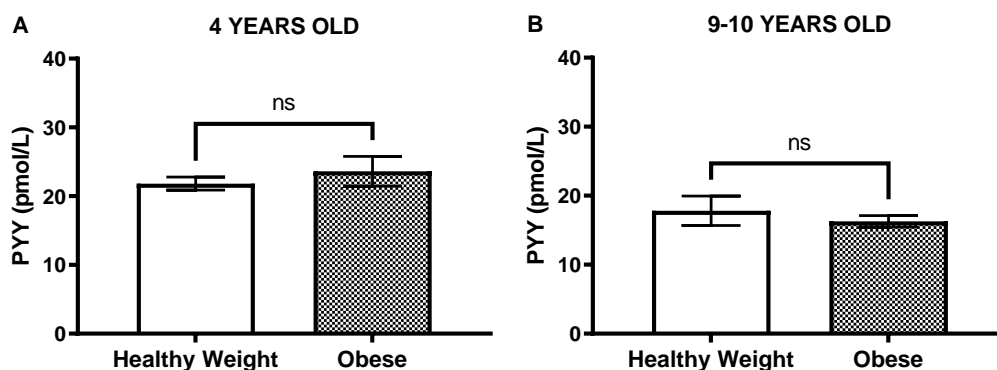 A
4 YEARS OLD
40
30
20
10
0
PYY (pmol/L)
ns
Healthy Weight
Obese
B
9-10 YEARS OLD
40
30
20
10
0
PYY (pmol/L)
ns
Healthy Weight
Obese